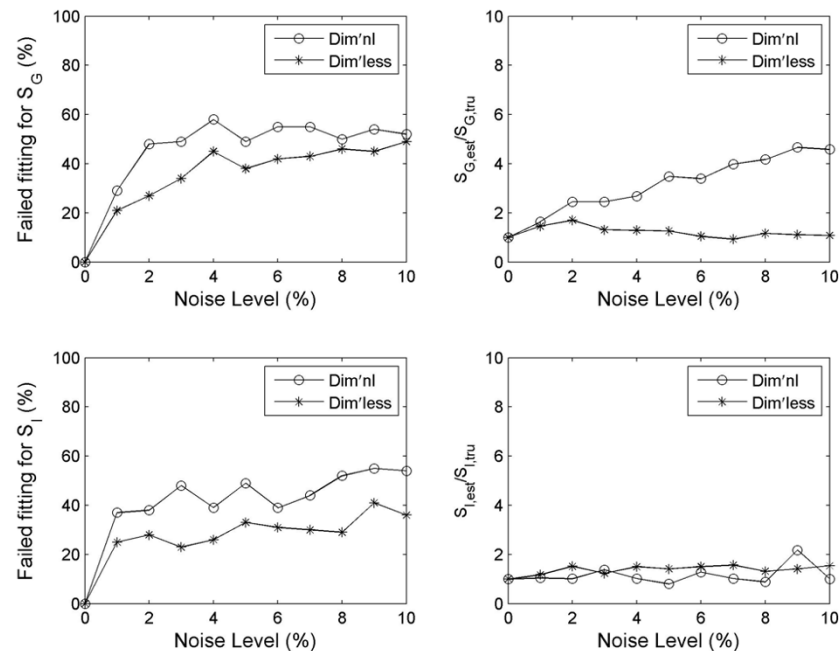 100
80
60
40
20
0
Failed fitting for S_G (%)
0 2 4 6 8 10
Noise Level (%)
Dim'nl
Dim'less
10
8
6
4
2
0
S_G,est/S_G,tru
0 2 4 6 8 10
Noise Level (%)
Dim'nl
Dim'less
100
80
60
40
20
0
Failed fitting for S_I (%)
0 2 4 6 8 10
Noise Level (%)
Dim'nl
Dim'less
10
8
6
4
2
0
S_I,est/S_I,tru
0 2 4 6 8 10
Noise Level (%)
Dim'nl
Dim'less